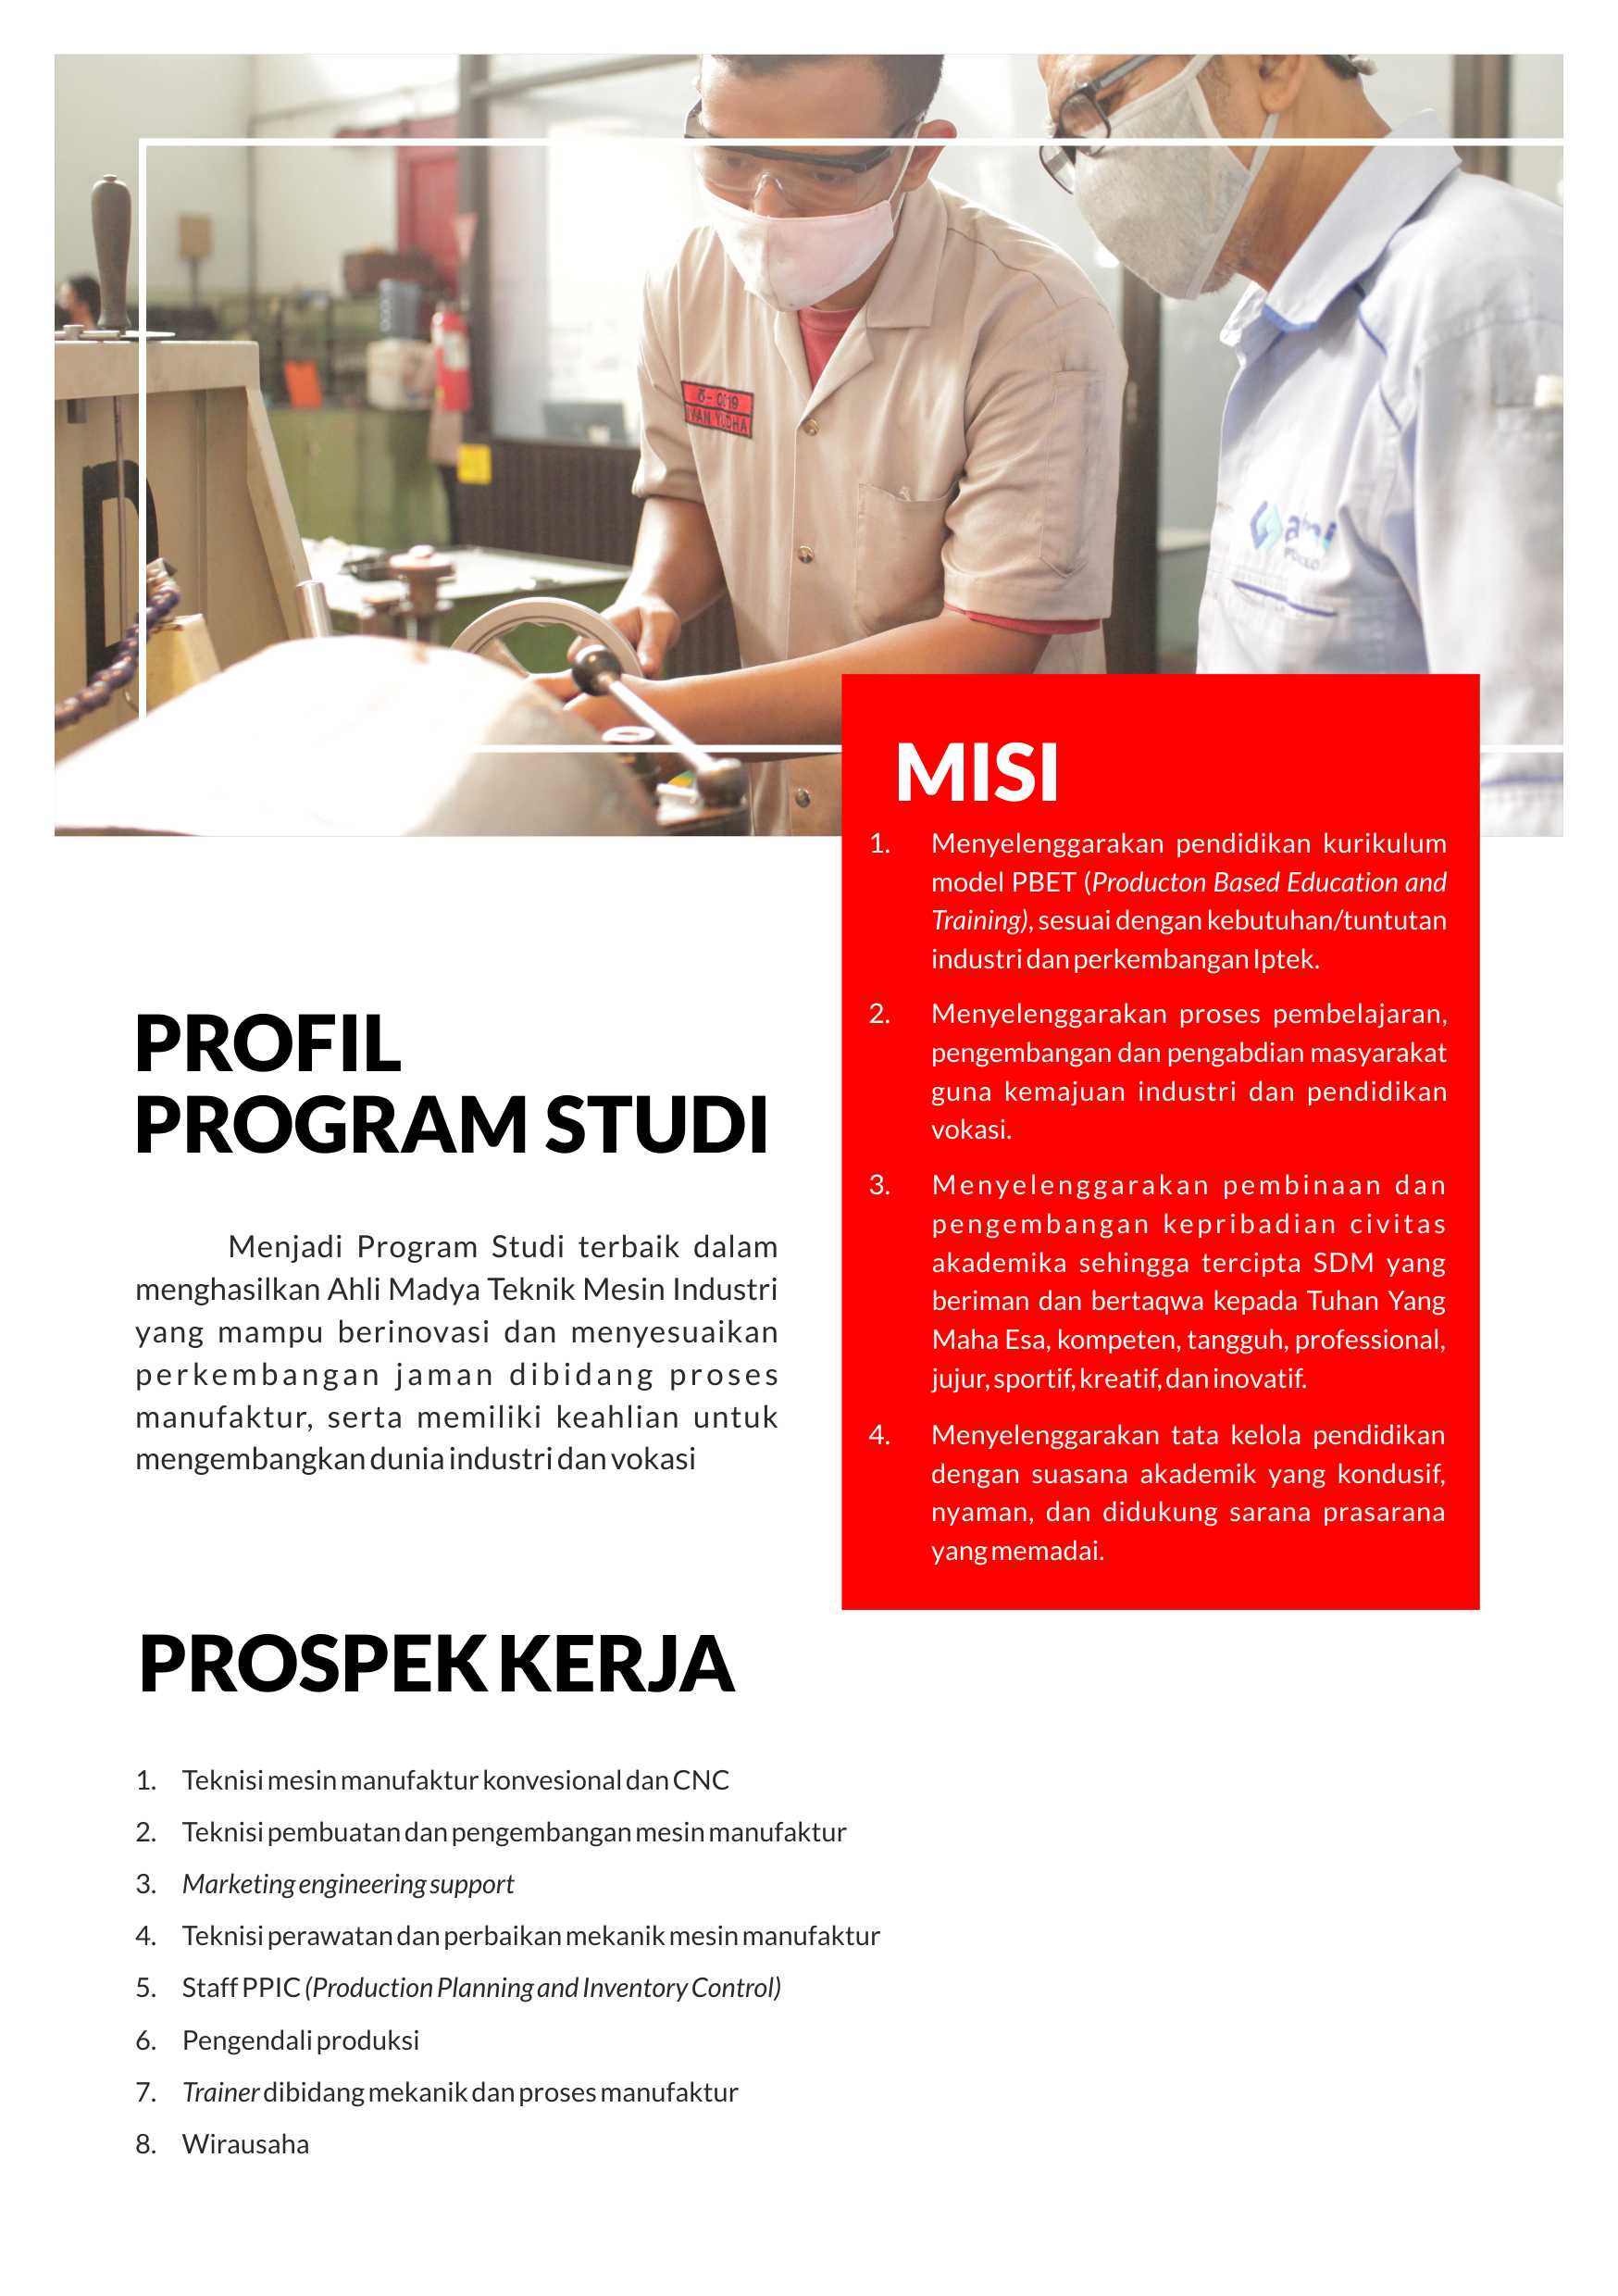 6-0119
IVAN YUDHA
MISI
1. Menyelenggarakan pendidikan kurikulum
model PBET (Producton Based Education and
Training), sesuai dengan kebutuhan/tuntutan
industri dan perkembangan Iptek.
2. Menyelenggarakan proses pembelajaran,
pengembangan dan pengabdian masyarakat
guna kemajuan industri dan pendidikan
vokasi.
3. Menyelenggarakan pembinaan dan
pengembangan kepribadian civitas
akademika sehingga tercipta SDM yang
beriman dan bertaqwa kepada Tuhan Yang
Maha Esa, kompeten, tangguh, professional,
jujur, sportif, kreatif, dan inovatif.
4. Menyelenggarakan tata kelola pendidikan
dengan suasana akademik yang kondusif,
nyaman, dan didukung sarana prasarana
yang memadai.
PROFIL
PROGRAM STUDI
Menjadi Program Studi terbaik dalam
menghasilkan Ahli Madya Teknik Mesin Industri
yang mampu berinovasi dan menyesuaikan
perkembangan jaman dibidang proses
manufaktur, serta memiliki keahlian untuk
mengembangkan dunia industri dan vokasi
PROSPEK KERJA
1. Teknisi mesin manufaktur konvesional dan CNC
2. Teknisi pembuatan dan pengembangan mesin manufaktur
3. Marketing engineering support
4. Teknisi perawatan dan perbaikan mekanik mesin manufaktur
5. Staff PPIC (Production Planning and Inventory Control)
6. Pengendali produksi
7. Trainer dibidang mekanik dan proses manufaktur
8. Wirausaha